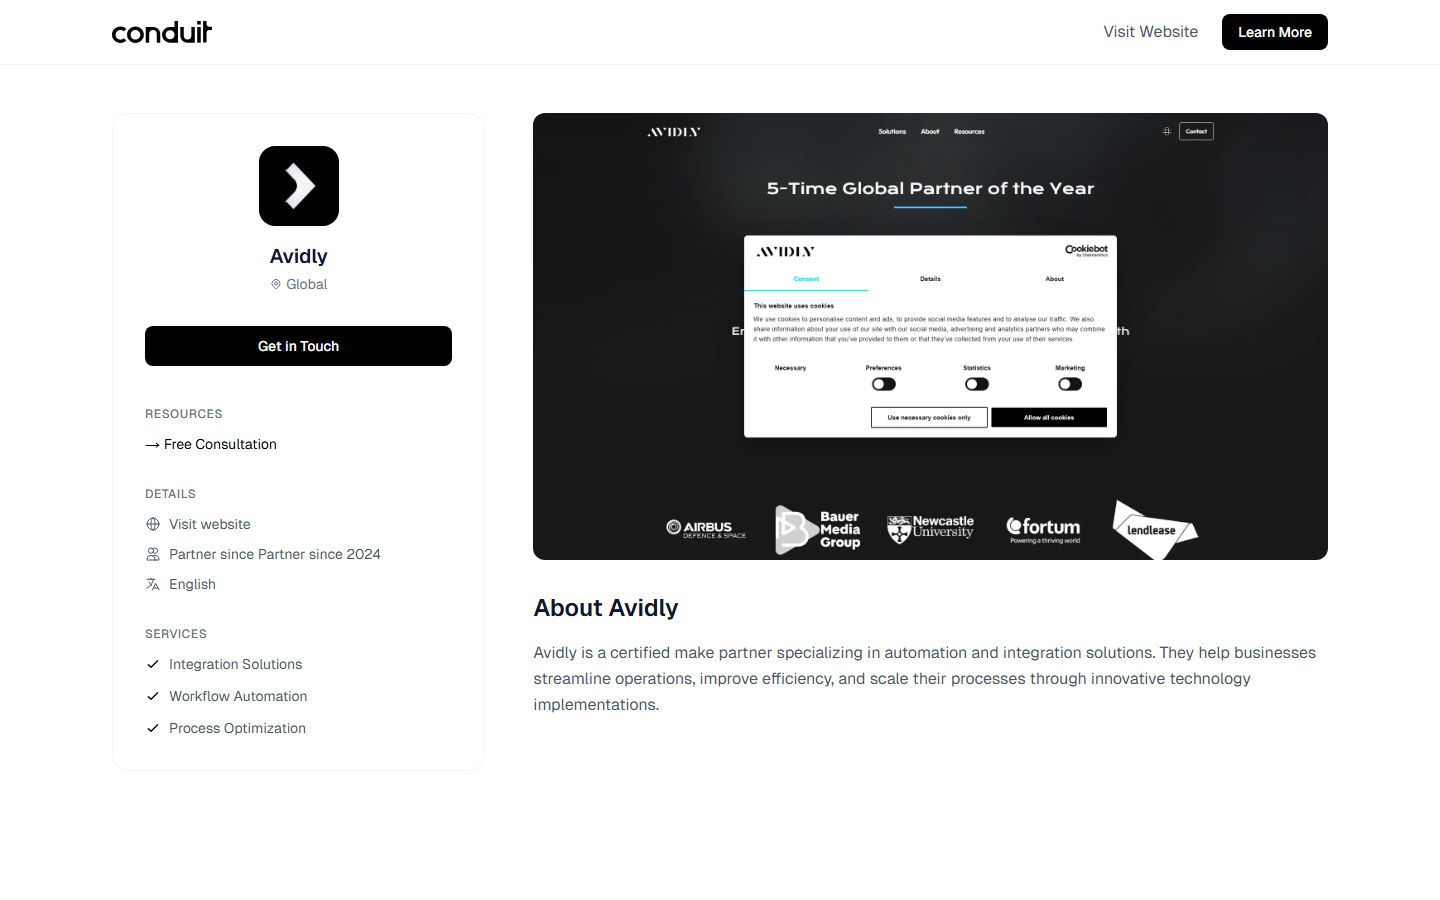 conduit
Visit Website
Learn More
Avidly
Global
Get in Touch
RESOURCES
→ Free Consultation
DETAILS
Visit website
Partner since Partner since 2024
English
SERVICES
Integration Solutions
Workflow Automation
Process Optimization
AVIDLY
Solutions
About
Resources
Contact
5-Time Global Partner of the Year
Er
th
AVIDLY
Cookiebot
by Usercentrics
Consent
Details
About
This website uses cookies
We use cookies to personalise content and ads, to provide social media features and to analyse our traffic. We also
share information about your use of our site with our social media, advertising and analytics partners who may combine
it with other information that you've provided to them or that they've collected from your use of their services.
Necessary
Preferences
Statistics
Marketing
Use necessary cookies only
Allow all cookies
AIRBUS
DEFENCE & SPACE
Bauer
Media
Group
Newcastle
University
fortum
Powering a thriving world
lendlease
About Avidly
Avidly is a certified make partner specializing in automation and integration solutions. They help businesses
streamline operations, improve efficiency, and scale their processes through innovative technology
implementations.